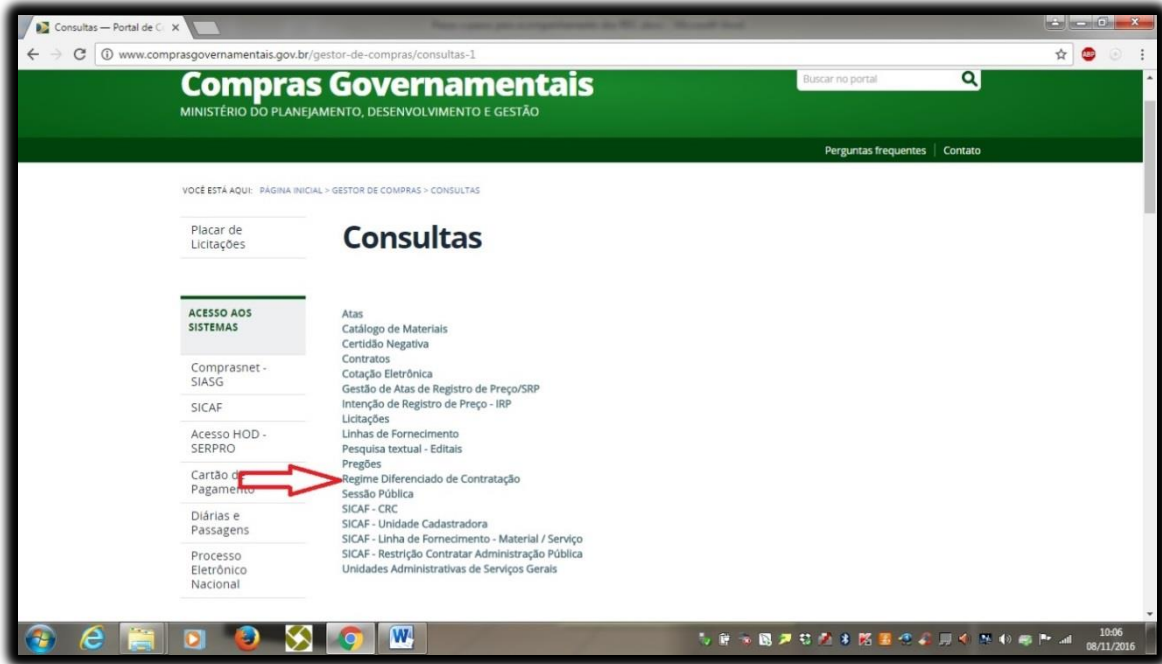 Consultas — Portal de C
www.comprasgovernamentais.gov.br/gestor-de-compras/consultas-1
ABP
Compras Governamentais
MINISTÉRIO DO PLANEJAMENTO, DESENVOLVIMENTO E GESTÃO
Buscar no portal
Perguntas frequentes | Contato
VOCÊ ESTÁ AQUI: PÁGINA INICIAL > GESTOR DE COMPRAS > CONSULTAS
Placar de
Licitações
Consultas
ACESSO AOS
SISTEMAS
Comprasnet -
SIASG
SICAF
Acesso HOD -
SERPRO
Cartão de
Pagamento
Diárias e
Passagens
Processo
Eletrônico
Nacional
Atas
Catálogo de Materiais
Certidão Negativa
Contratos
Cotação Eletrônica
Gestão de Atas de Registro de Preço/SRP
Intenção de Registro de Preço - IRP
Licitações
Linhas de Fornecimento
Pesquisa textual - Editais
Pregões
Regime Diferenciado de Contratação
Sessão Pública
SICAF - CRC
SICAF - Unidade Cadastradora
SICAF - Linha de Fornecimento - Material / Serviço
SICAF - Restrição Contratar Administração Pública
Unidades Administrativas de Serviços Gerais
10:06
08/11/2016